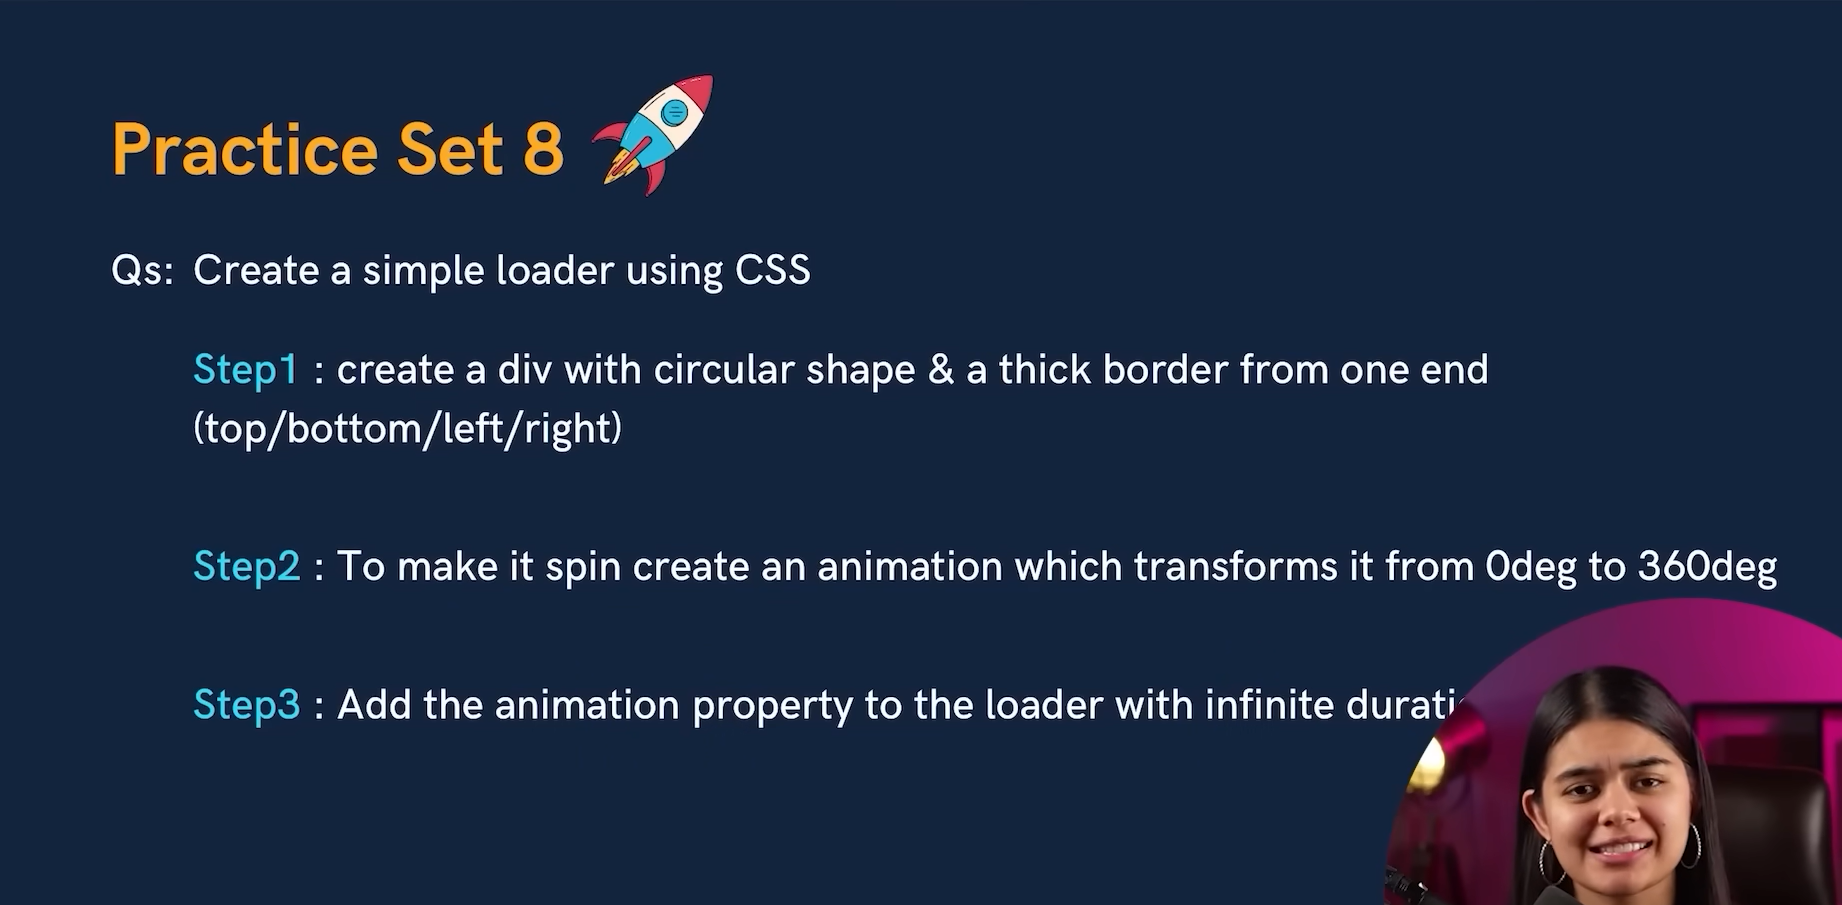 Practice Set 8
Qs: Create a simple loader using CSS
Step1 : create a div with circular shape & a thick border from one end
(top/bottom/left/right)
Step2 : To make it spin create an animation which transforms it from 0deg to 360deg
Step3 : Add the animation property to the loader with infinite